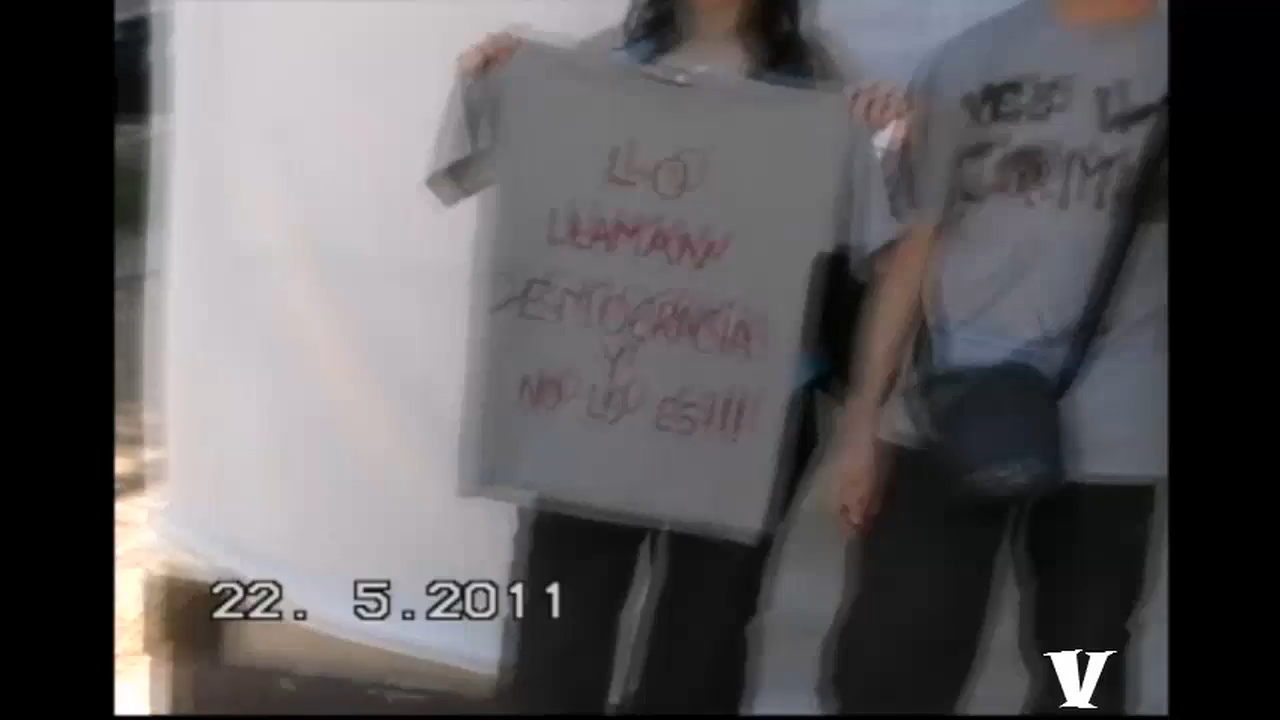 LO
LLAMAN
DEMOCRACIA
Y
NO LO ES!!!
22. 5.2011
V